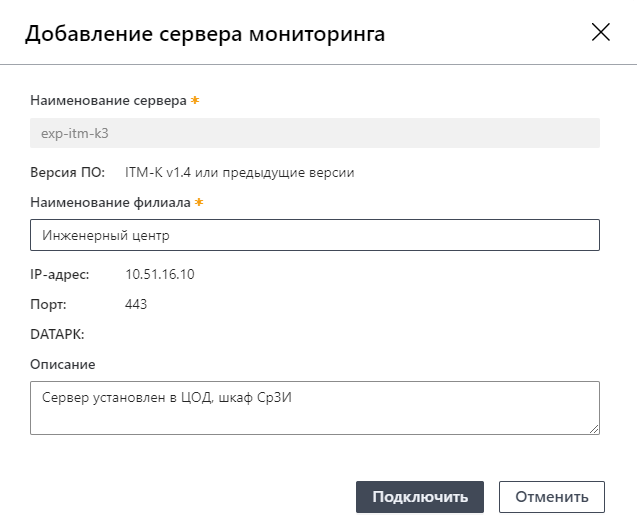 Добавление сервера мониторинга
Наименование сервера *
exp-itm-k3
Версия ПО: ITM-K v1.4 или предыдущие версии
Наименование филиала *
Инженерный центр
IP-адрес: 10.51.16.10
Порт: 443
DATAPK:
Описание
Сервер установлен в ЦОД, шкаф СрЗИ
Подключить Отменить